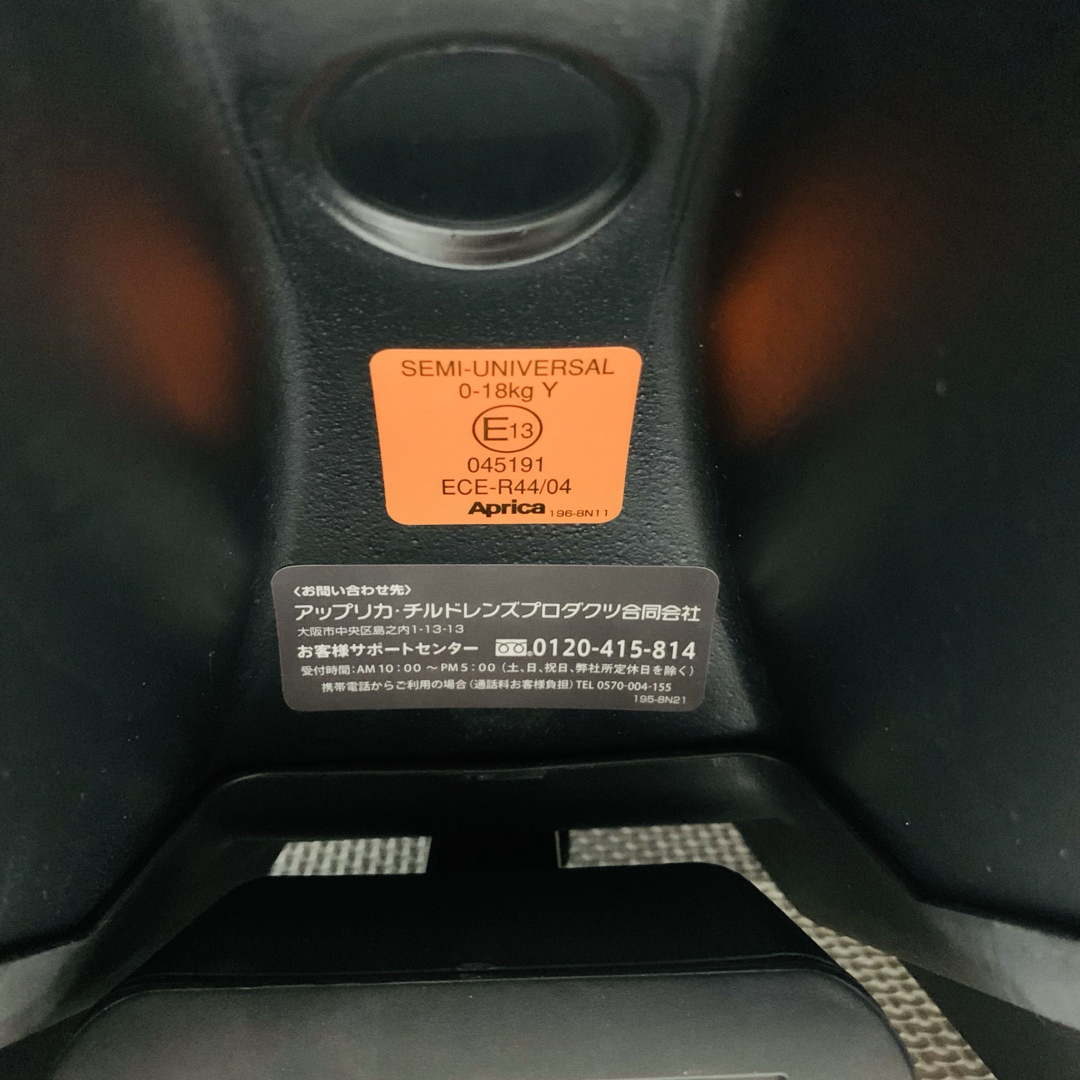 SEMI-UNIVERSAL
0-18kg Y
E13
045191
ECE-R44/04
Aprica 196-8N11
〈お問い合わせ先〉
アップリカ・チルドレンズプロダクツ合同会社
大阪市中央区島之内1-13-13
お客様サポートセンター 0120-415-814
受付時間:AM10:00 〜PM5:00（土、日、祝日、弊社所定休日を除く）
携帯電話からご利用の場合（通話料お客様負担）TEL 0570-004-155
195-8N21